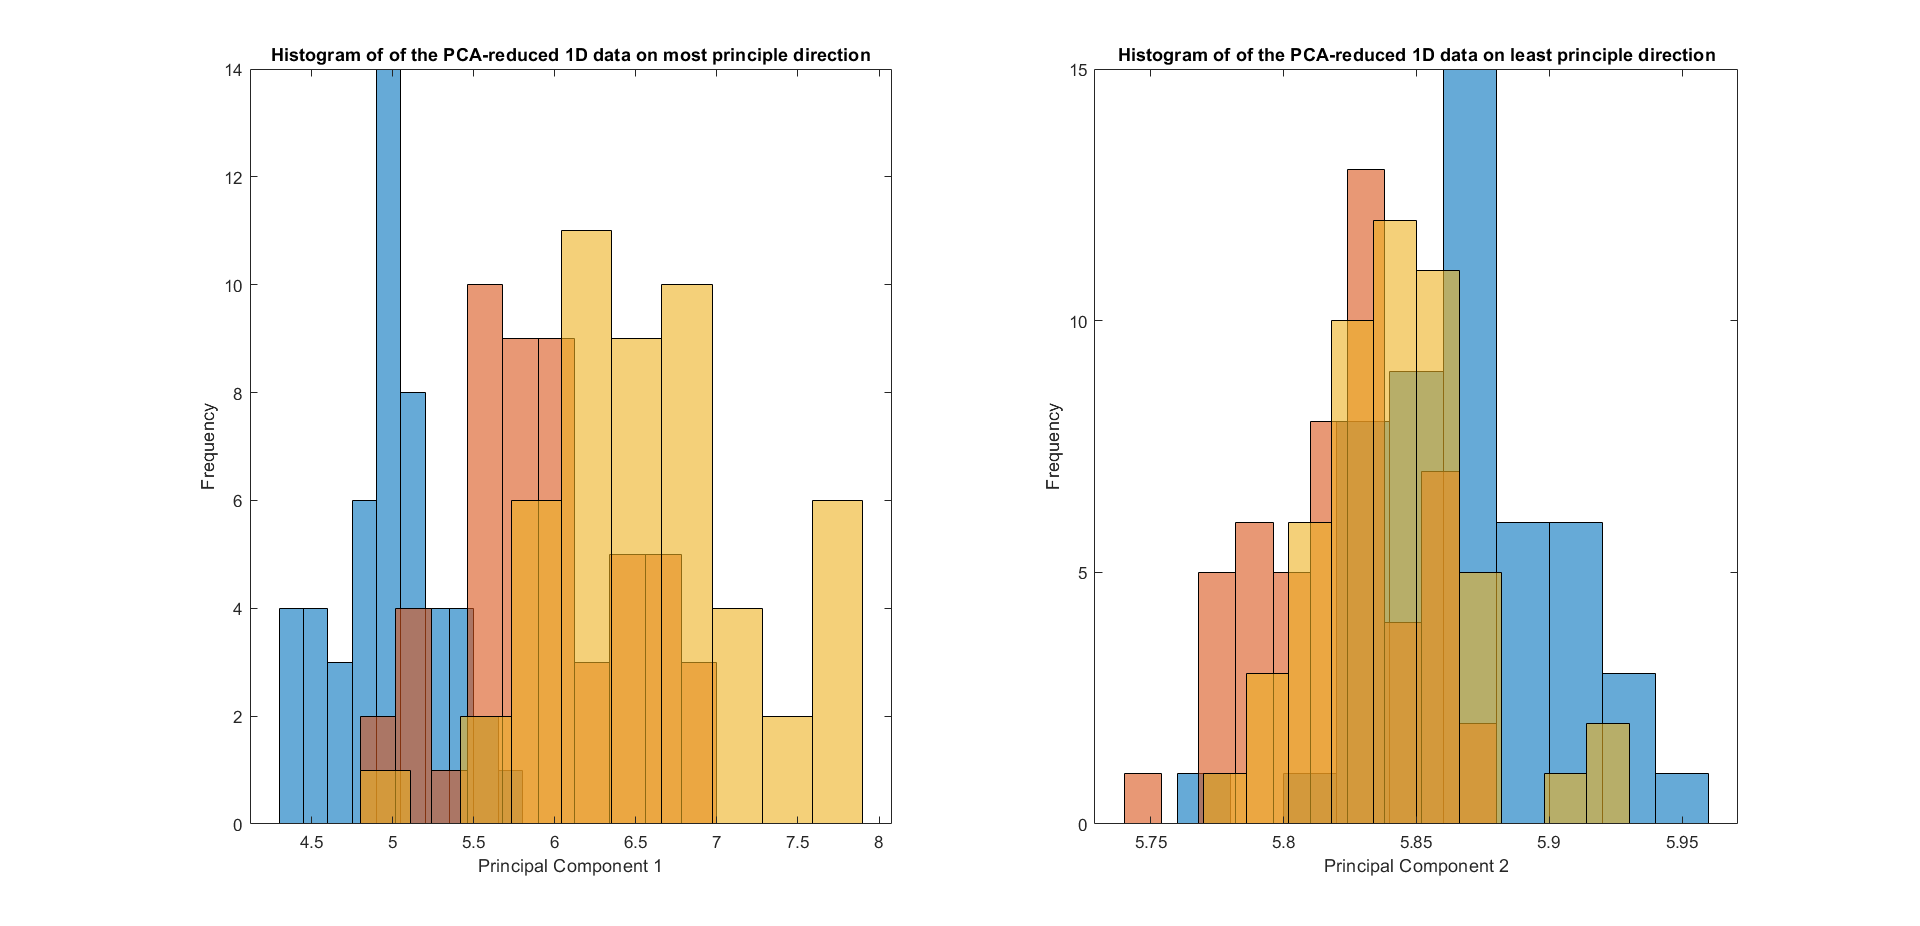 Histogram of of the PCA-reduced 1D data on most principle direction
14
12
10
8
6
4
2
0
Frequency
4.5 5 5.5 6 6.5 7 7.5 8
Principal Component 1
Histogram of of the PCA-reduced 1D data on least principle direction
15
10
5
0
Frequency
5.75 5.8 5.85 5.9 5.95
Principal Component 2